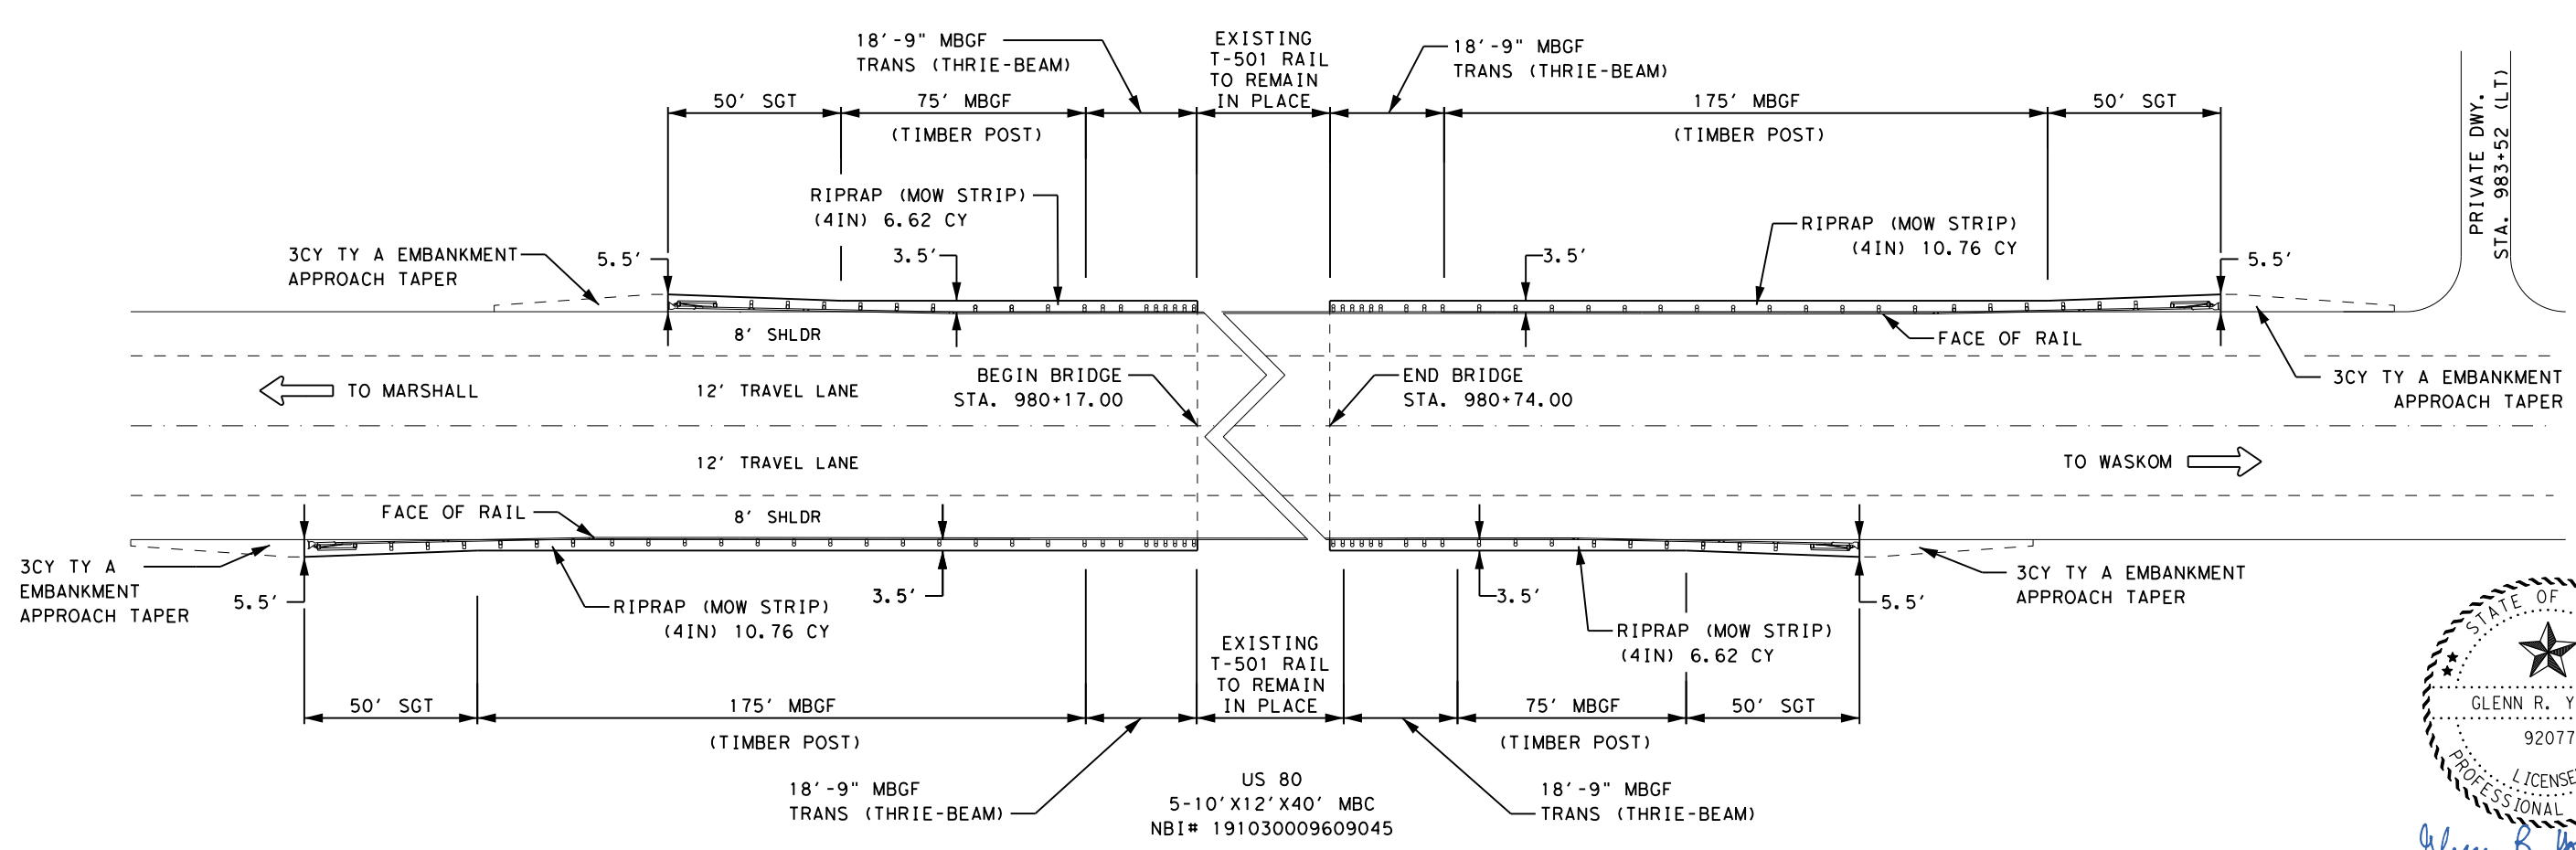 18'-9" MBGF
TRANS (THRIE-BEAM)
EXISTING
T-501 RAIL
TO REMAIN
IN PLACE
18'-9" MBGF
TRANS (THRIE-BEAM)
50' SGT
75' MBGF
(TIMBER POST)
175' MBGF
(TIMBER POST)
50' SGT
PRIVATE DWY.
STA. 983+52 (LT)
RIPRAP (MOW STRIP)
(4IN) 6.62 CY
RIPRAP (MOW STRIP)
(4IN) 10.76 CY
3CY TY A EMBANKMENT
APPROACH TAPER
5.5'
3.5'
3.5'
5.5'
8' SHLDR
FACE OF RAIL
TO MARSHALL
12' TRAVEL LANE
BEGIN BRIDGE
STA. 980+17.00
END BRIDGE
STA. 980+74.00
3CY TY A EMBANKMENT
APPROACH TAPER
12' TRAVEL LANE
TO WASKOM
FACE OF RAIL
8' SHLDR
3CY TY A
EMBANKMENT
APPROACH TAPER
5.5'
RIPRAP (MOW STRIP)
(4IN) 10.76 CY
3.5'
3.5'
RIPRAP (MOW STRIP)
(4IN) 6.62 CY
5.5'
3CY TY A EMBANKMENT
APPROACH TAPER
EXISTING
T-501 RAIL
TO REMAIN
IN PLACE
50' SGT
175' MBGF
(TIMBER POST)
75' MBGF
(TIMBER POST)
50' SGT
18'-9" MBGF
TRANS (THRIE-BEAM)
18'-9" MBGF
TRANS (THRIE-BEAM)
US 80
5-10'X12'X40' MBC
NBI# 191030009609045
STATE OF
GLENN R. Y
92077
LICENSE
PROFESSIONAL